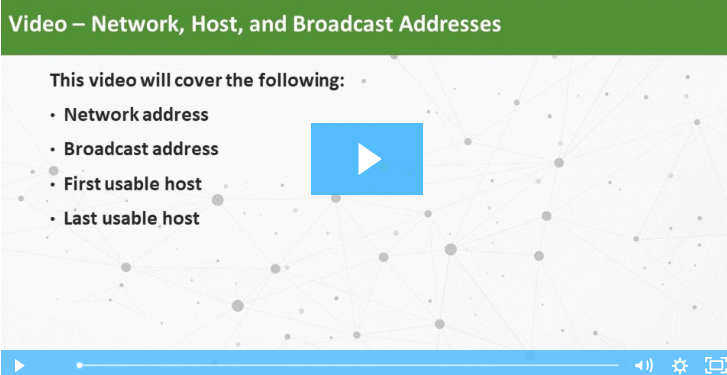 Video – Network, Host, and Broadcast Addresses
This video will cover the following:
• Network address
• Broadcast address
• First usable host
• Last usable host